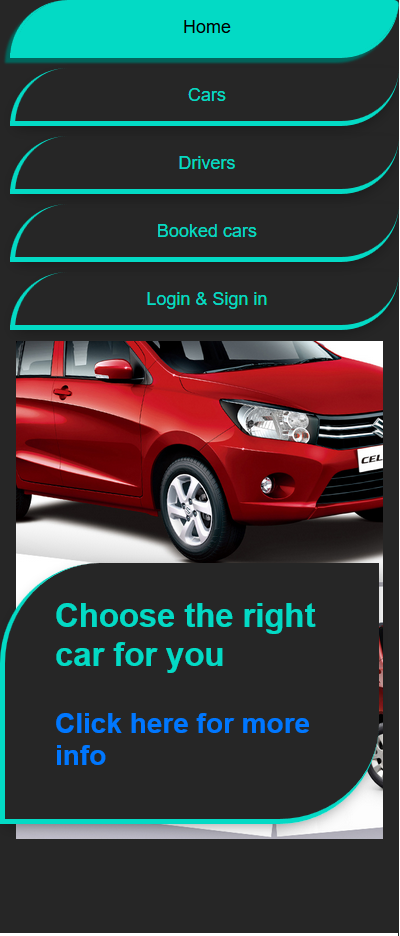 Home
Cars
Drivers
Booked cars
Login & Sign in
CEL
Choose the right
car for you
Click here for more
info